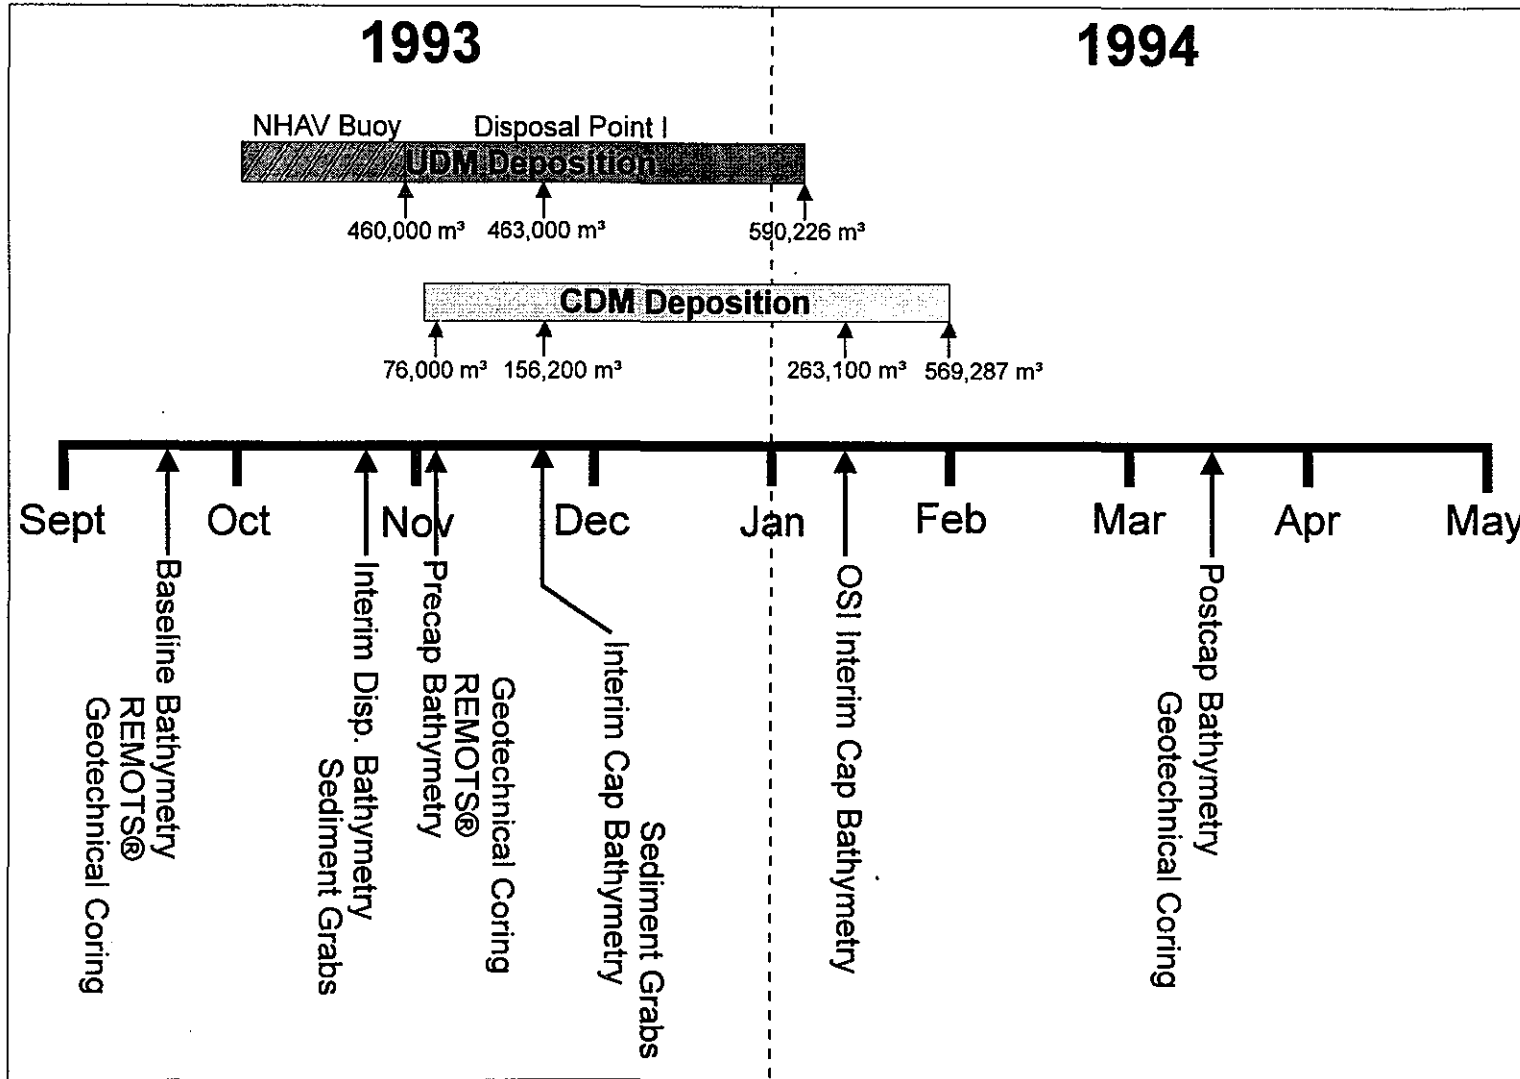 1993
1994
NHAV Buoy
Disposal Point I
UDM Deposition
460,000 m³
463,000 m³
590,226 m³
CDM Deposition
76,000 m³
156,200 m³
263,100 m³
569,287 m³
Sept
Oct
Nov
Dec
Jan
Feb
Mar
Apr
May
Baseline Bathymetry
REMOTS®
Geotechnical Coring
Interim Disp. Bathymetry
Sediment Grabs
Precap Bathymetry
REMOTS®
Geotechnical Coring
Interim Cap Bathymetry
Sediment Grabs
OSI Interim Cap Bathymetry
Postcap Bathymetry
Geotechnical Coring